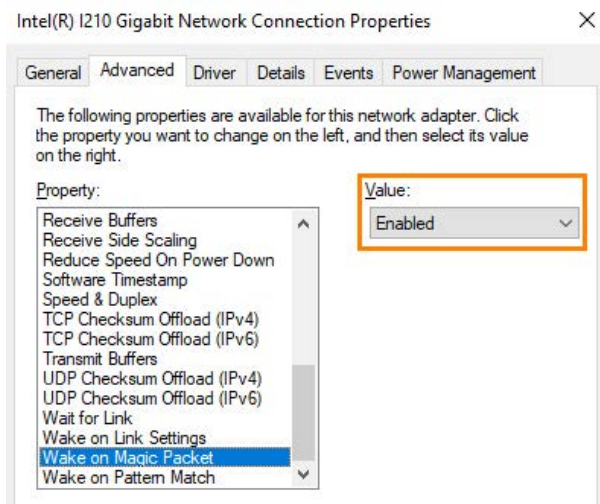 Intel(R) I210 Gigabit Network Connection Properties
General Advanced Driver Details Events Power Management
The following properties are available for this network adapter. Click
the property you want to change on the left, and then select its value
on the right.
Property:
Value:
Enabled
Receive Buffers
Receive Side Scaling
Reduce Speed On Power Down
Software Timestamp
Speed & Duplex
TCP Checksum Offload (IPv4)
TCP Checksum Offload (IPv6)
Transmit Buffers
UDP Checksum Offload (IPv4)
UDP Checksum Offload (IPv6)
Wait for Link
Wake on Link Settings
Wake on Magic Packet
Wake on Pattern Match